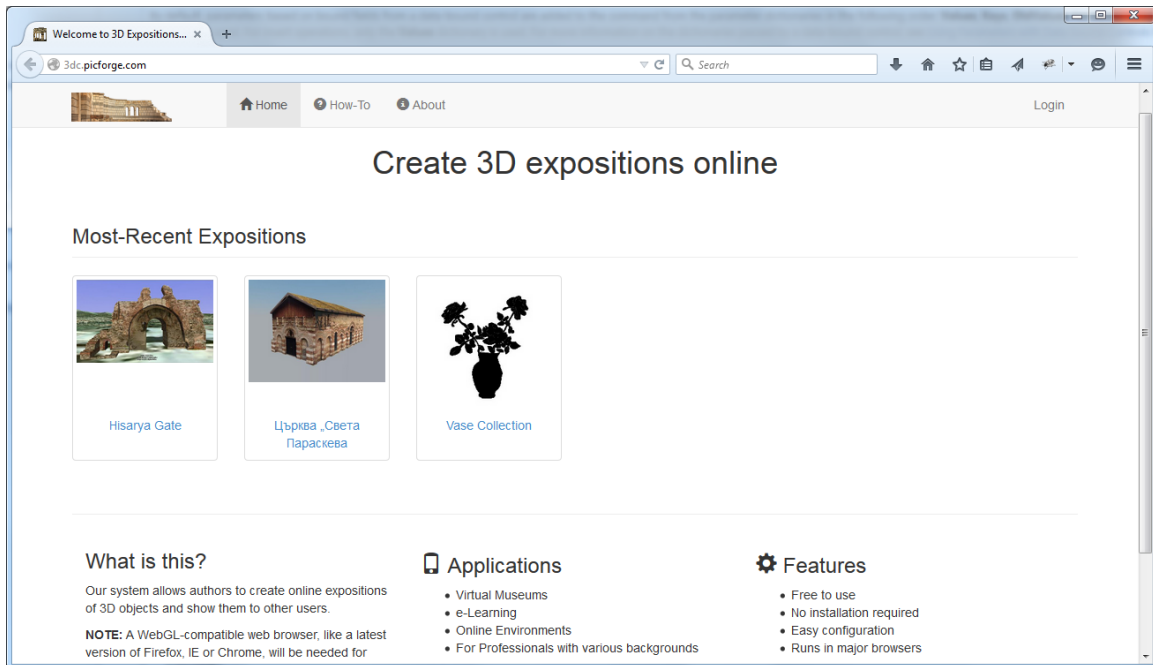 Welcome to 3D Expositions...
3dc.picforge.com
Search
Home
How-To
About
Login
Create 3D expositions online
Most-Recent Expositions
Hisarya Gate
Църква „Света
Параскева
Vase Collection
What is this?
Our system allows authors to create online expositions
of 3D objects and show them to other users.
NOTE: A WebGL-compatible web browser, like a latest
version of Firefox, IE or Chrome, will be needed for
Applications
Virtual Museums
e-Learning
Online Environments
For Professionals with various backgrounds
Features
Free to use
No installation required
Easy configuration
Runs in major browsers